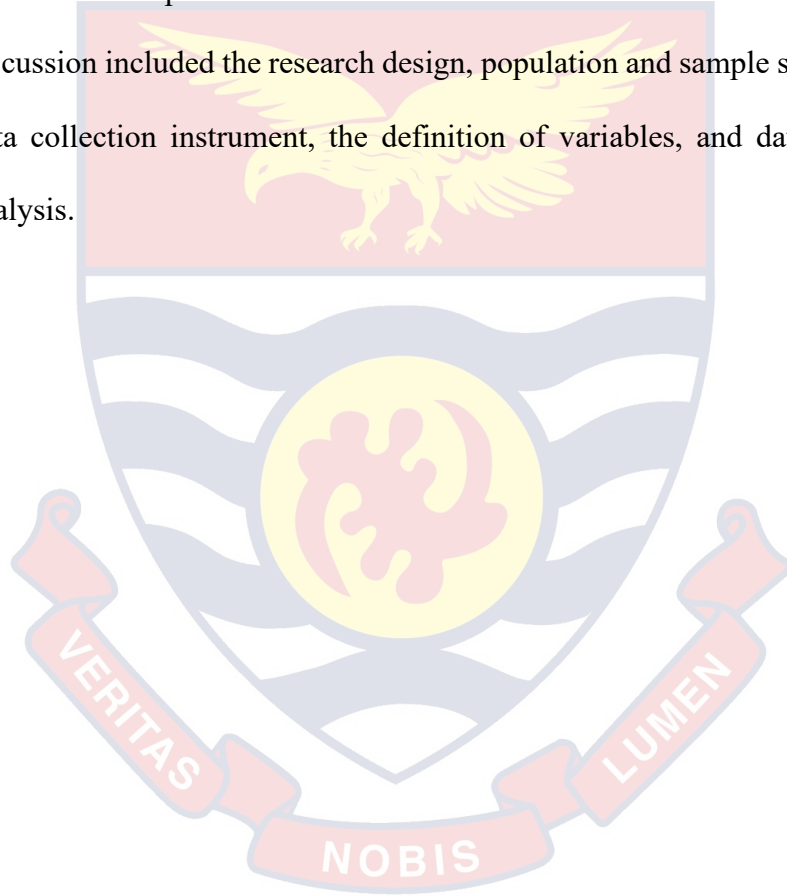 cussion included the research design, population and sample s
ta collection instrument, the definition of variables, and da
alysis.
VERITAS
NOBIS
LUMEN